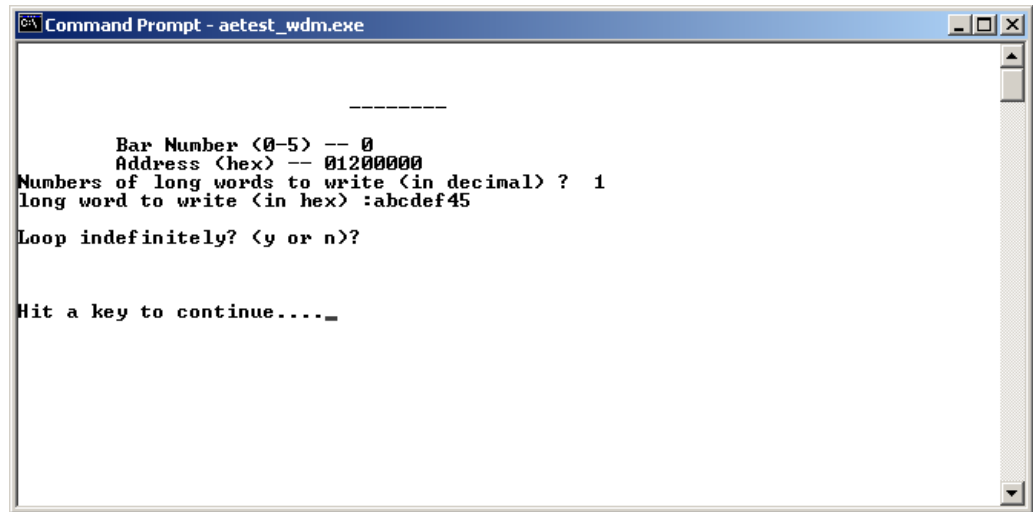 Command Prompt - aetest_wdm.exe
--------
Bar Number (0-5) -- 0
Address (hex) -- 01200000
Numbers of long words to write (in decimal) ? 1
long word to write (in hex) :abcdef45
Loop indefinitely? (y or n)?
Hit a key to continue...._